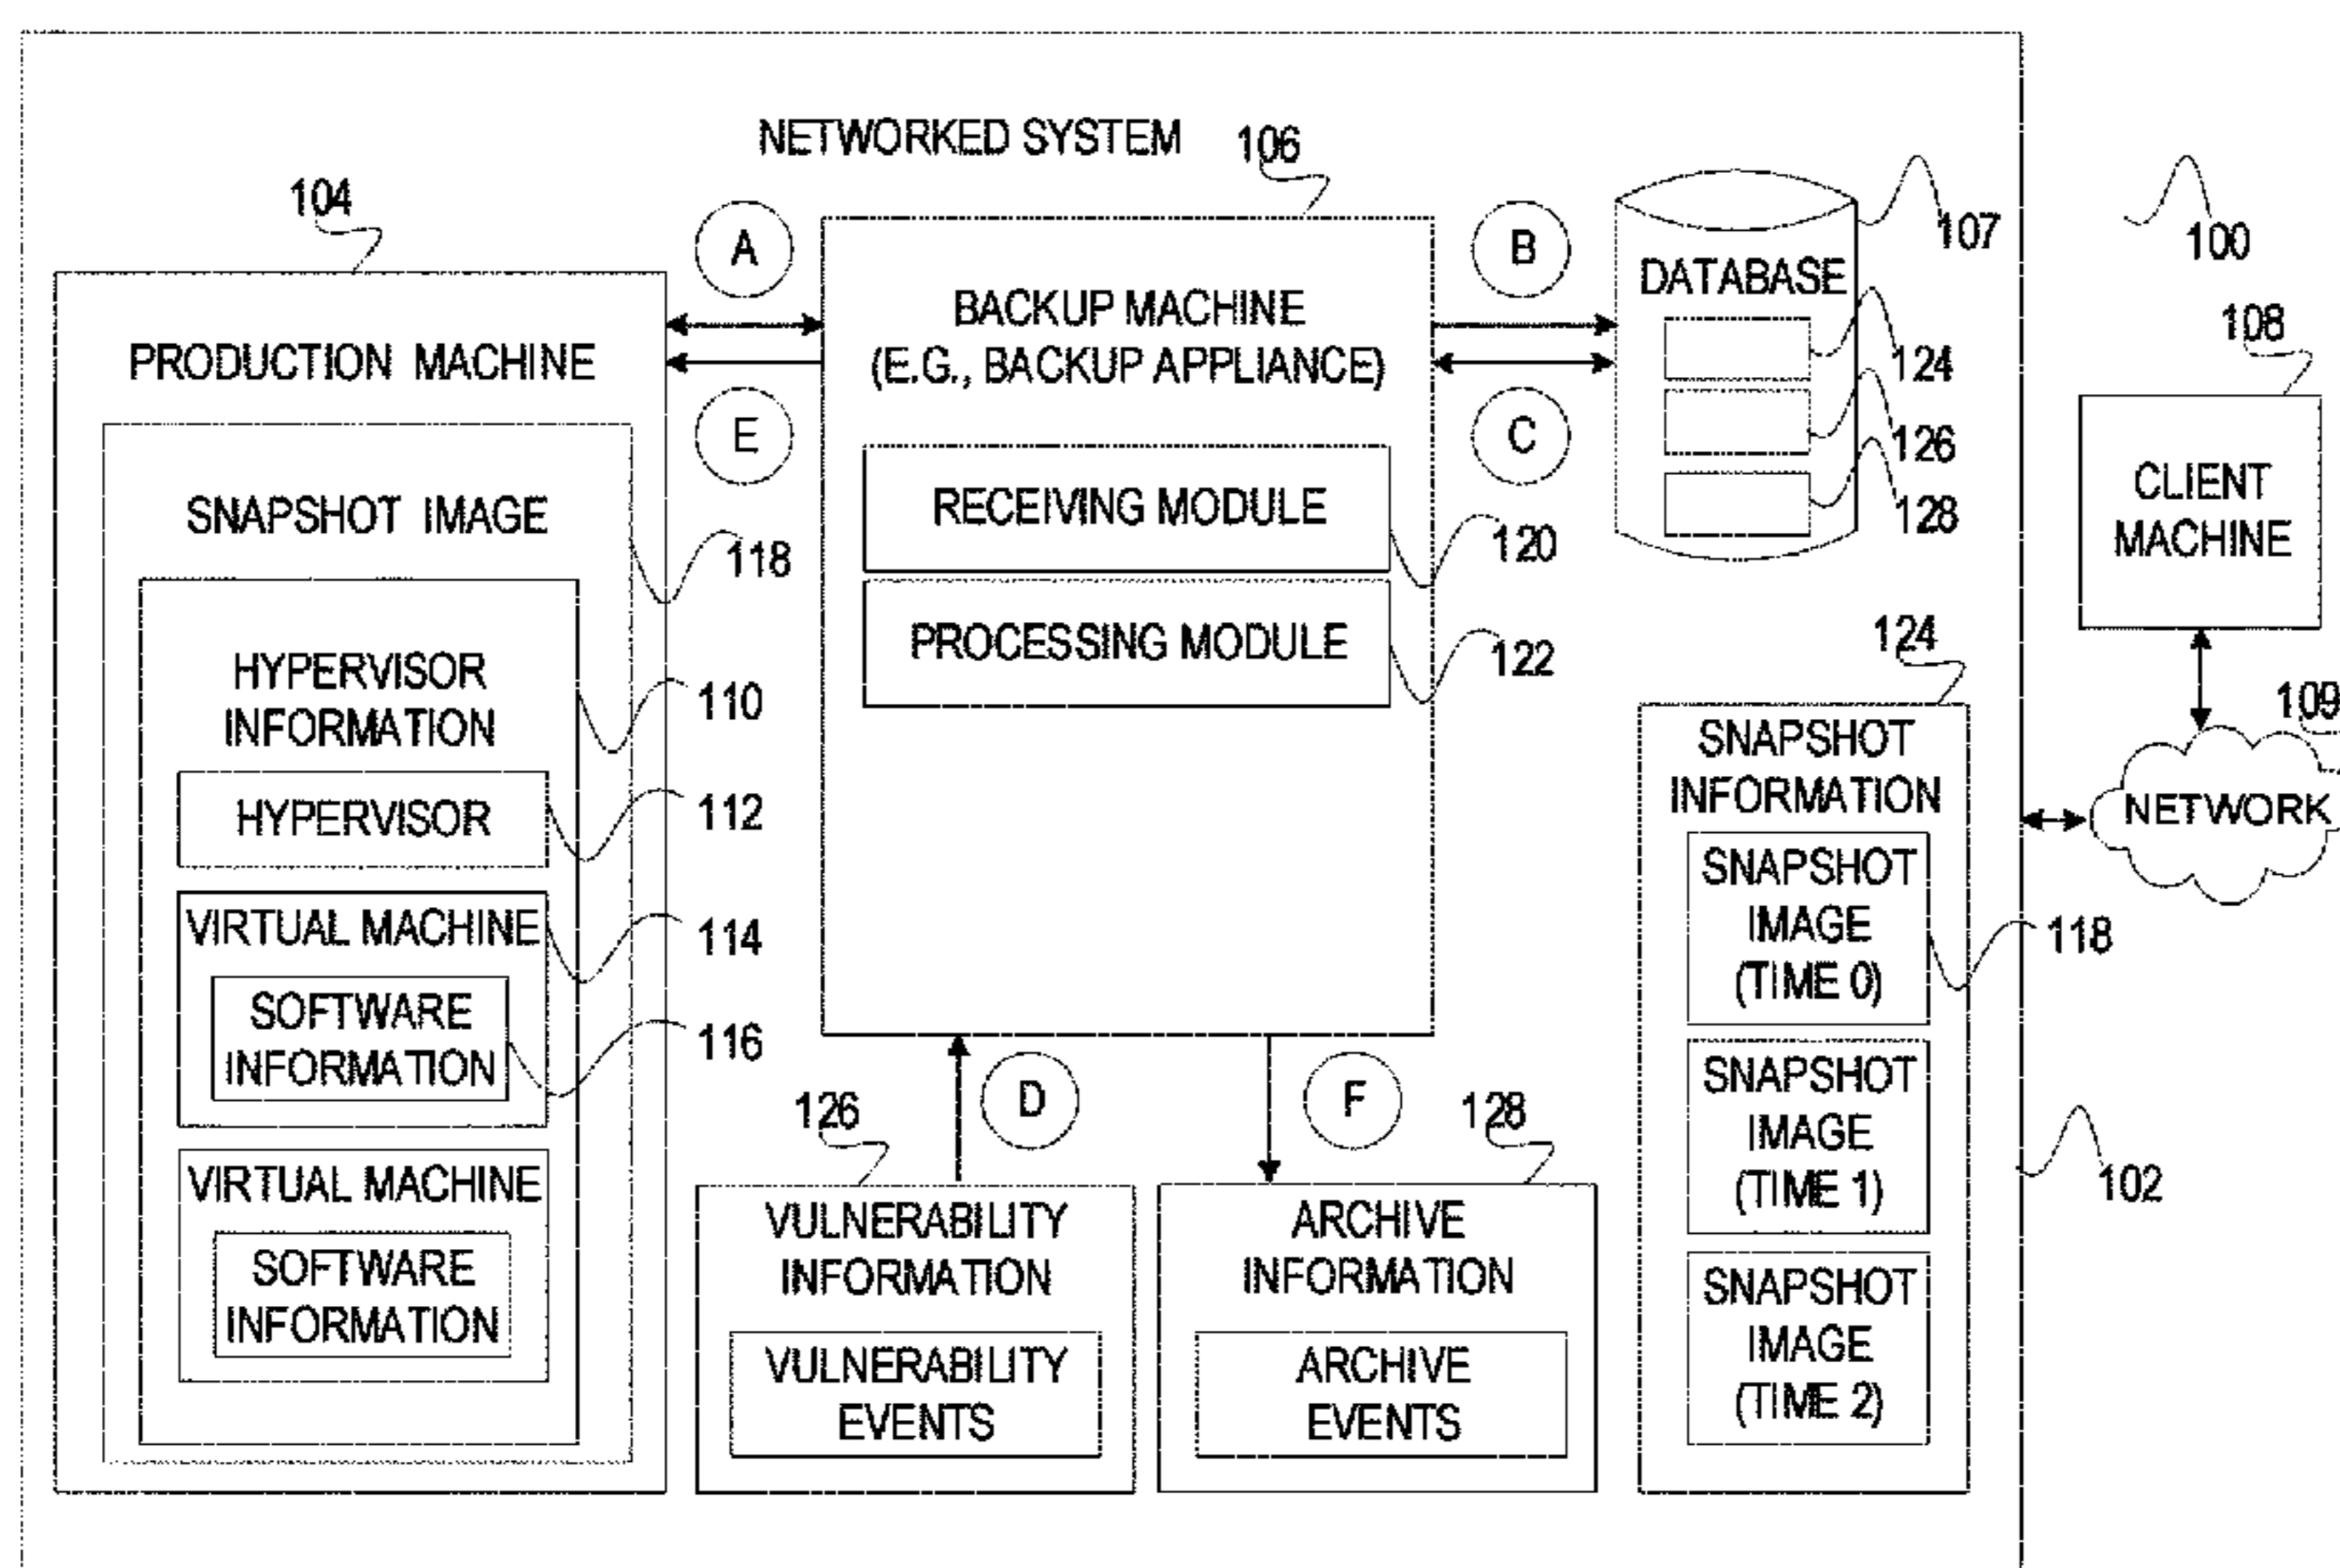 NETWORKED SYSTEM
106
104
A
B
107
100
DATABASE
108
BACKUP MACHINE
(E.G., BACKUP APPLIANCE)
PRODUCTION MACHINE
124
E
C
126
128
CLIENT
MACHINE
SNAPSHOT IMAGE
118
RECEIVING MODULE
120
PROCESSING MODULE
122
124
HYPERVISOR
INFORMATION
110
109
SNAPSHOT
INFORMATION
HYPERVISOR
112
NETWORK
SNAPSHOT
IMAGE
(TIME 0)
118
VIRTUAL MACHINE
114
SOFTWARE
INFORMATION
116
D
F
SNAPSHOT
IMAGE
(TIME 1)
126
128
102
VIRTUAL MACHINE
SOFTWARE
INFORMATION
VULNERABILITY
INFORMATION
ARCHIVE
INFORMATION
SNAPSHOT
IMAGE
(TIME 2)
VULNERABILITY
EVENTS
ARCHIVE
EVENTS